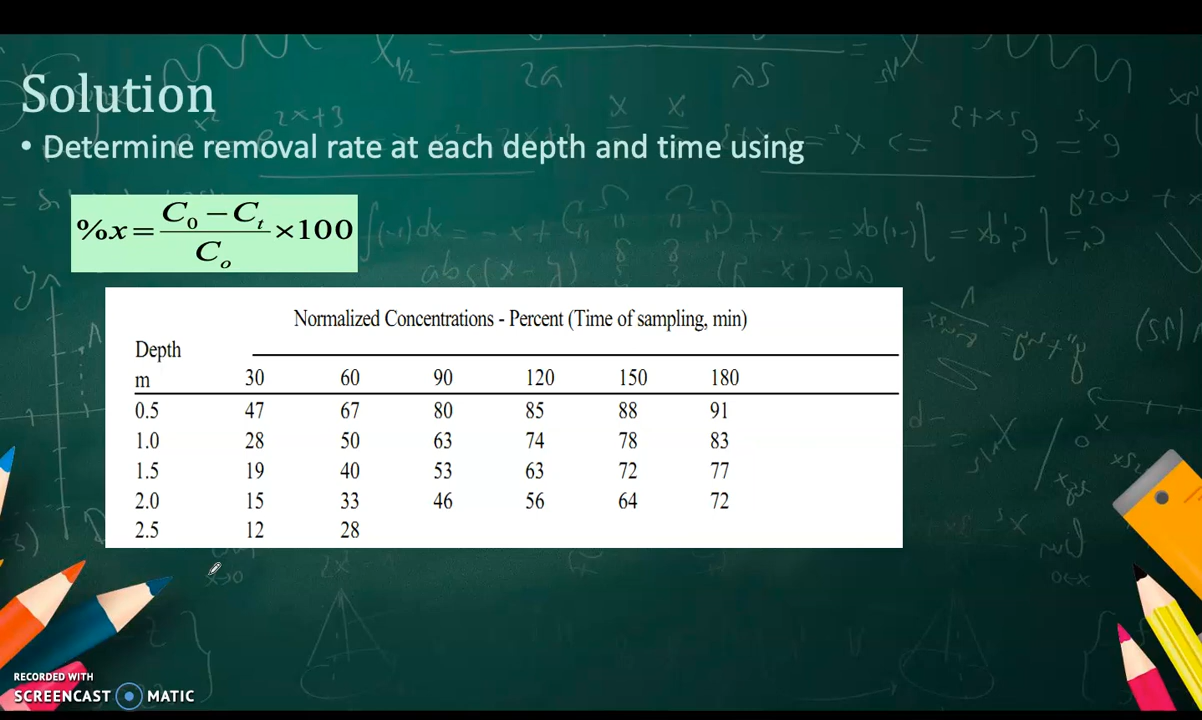 Solution
• Determine removal rate at each depth and time using
%x = (C₀ − Cₜ) / Cₒ × 100
Normalized Concentrations - Percent (Time of sampling, min)
Depth
m 30 60 90 120 150 180
0.5 47 67 80 85 88 91
1.0 28 50 63 74 78 83
1.5 19 40 53 63 72 77
2.0 15 33 46 56 64 72
2.5 12 28
RECORDED WITH
SCREENCAST MATIC